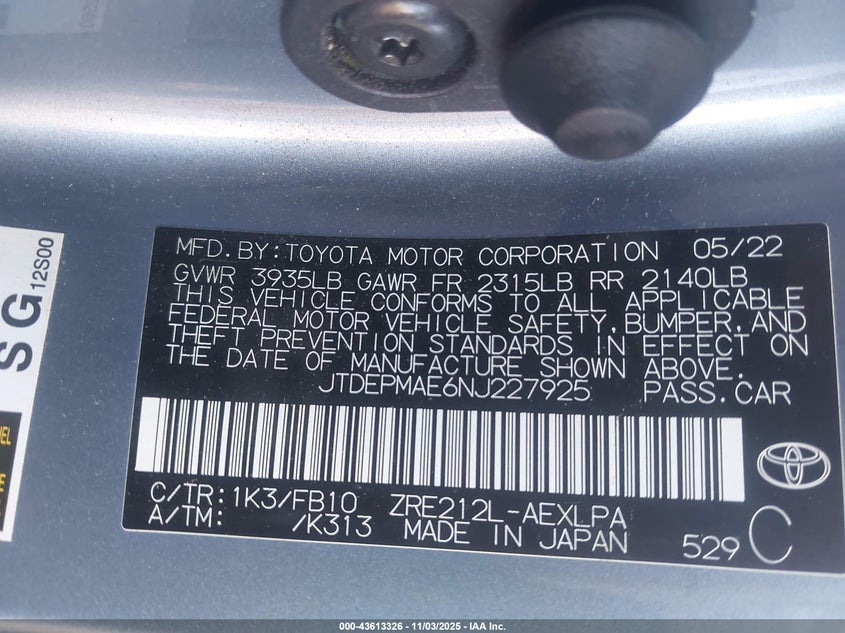 MFD. BY: TOYOTA MOTOR CORPORATION 05/22
GVWR 3935LB GAWR FR 2315LB RR 2140LB
THIS VEHICLE CONFORMS TO ALL APPLICABLE
FEDERAL MOTOR VEHICLE SAFETY, BUMPER, AND
THEFT PREVENTION STANDARDS IN EFFECT ON
THE DATE OF MANUFACTURE SHOWN ABOVE.
JTDEPMAE6NJ227925 PASS. CAR
C/TR: 1K3/FB10 ZRE212L-AEXLPA
A/TM: /K313 MADE IN JAPAN 529 C
SG
12S00
000-43613326 | 11/03/2025 - IAA Inc.